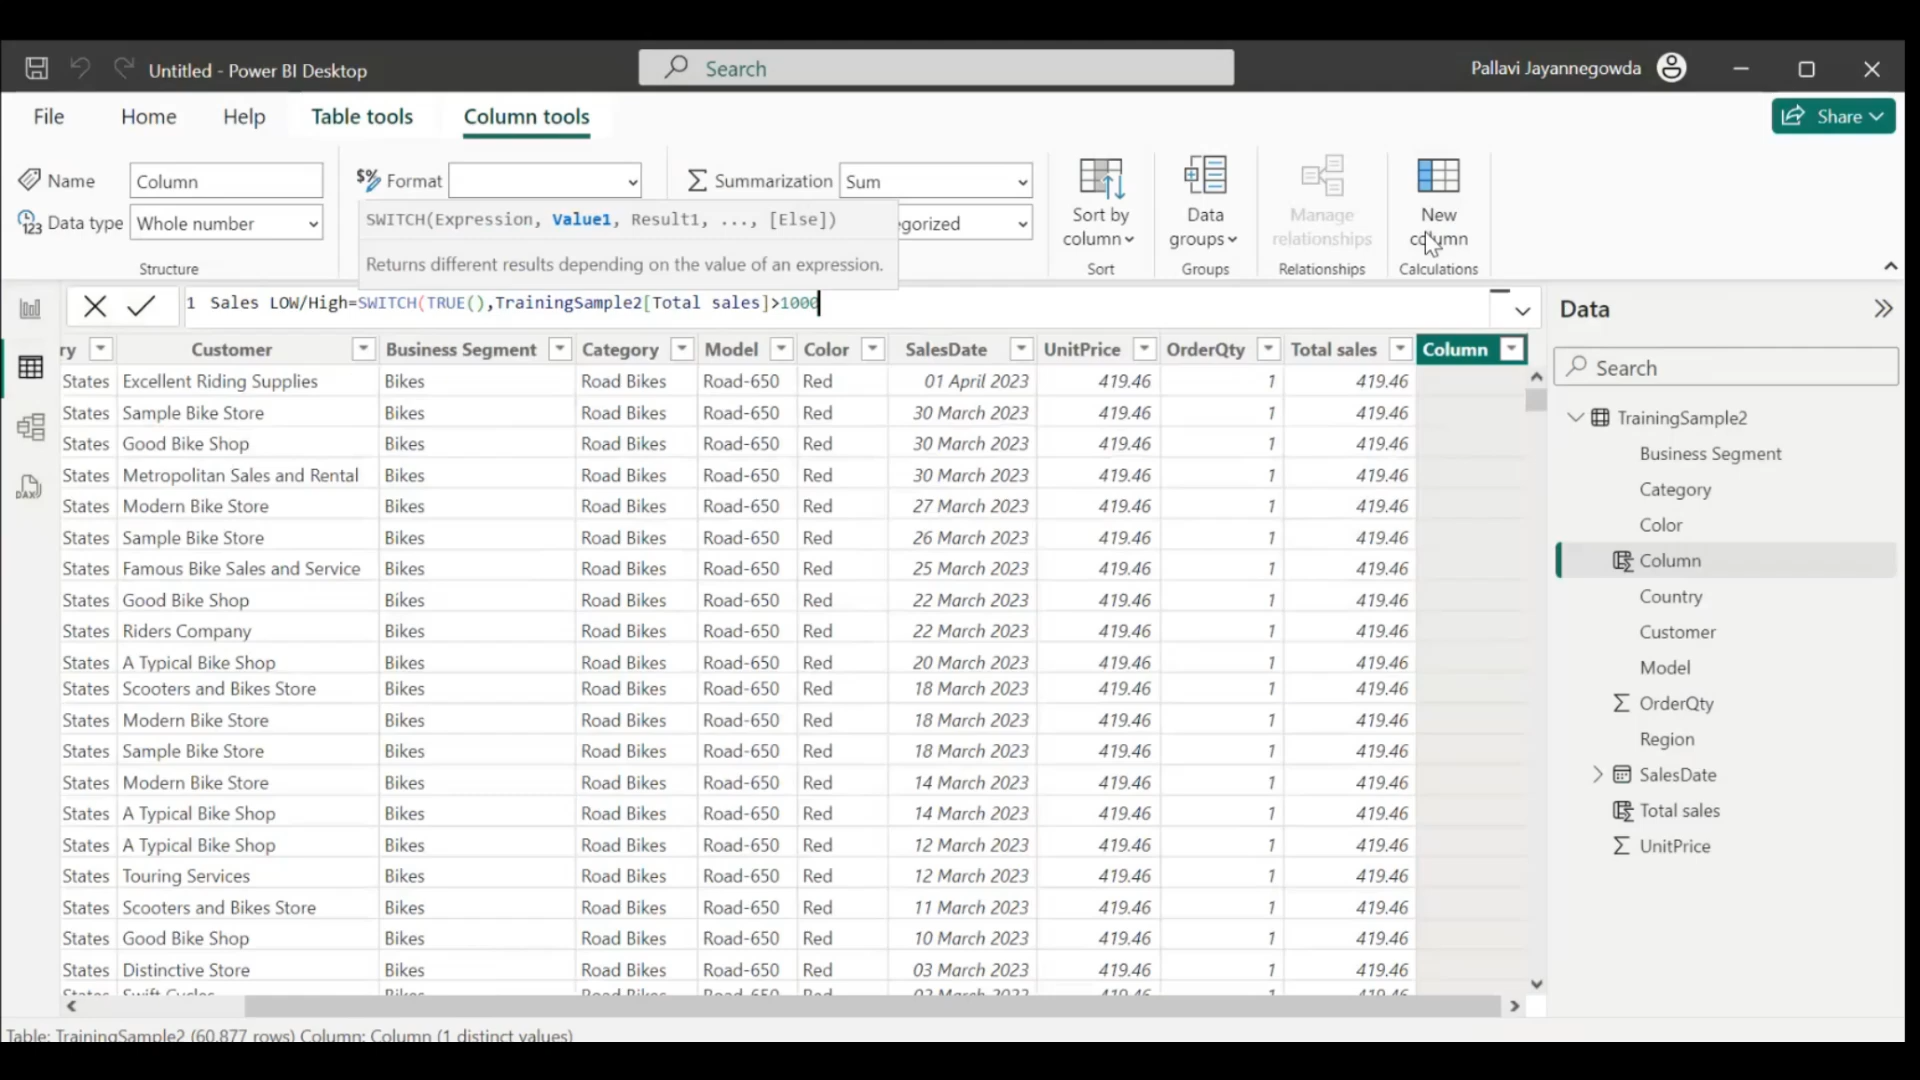 Untitled - Power BI Desktop
Search
Pallavi Jayannegowda
File Home Help Table tools Column tools
Share
Name Column
Format
Summarization Sum
Data type Whole number
SWITCH(Expression, Value1, Result1, ..., [Else])
egorized
Returns different results depending on the value of an expression.
Sort by column
Data groups
Manage relationships
New column
Structure
Sort
Groups
Relationships
Calculations
1 Sales LOW/High=SWITCH(TRUE(),TrainingSample2[Total sales]>1000
ry Customer Business Segment Category Model Color SalesDate UnitPrice OrderQty Total sales Column
States Excellent Riding Supplies Bikes Road Bikes Road-650 Red 01 April 2023 419.46 1 419.46
States Sample Bike Store Bikes Road Bikes Road-650 Red 30 March 2023 419.46 1 419.46
States Good Bike Shop Bikes Road Bikes Road-650 Red 30 March 2023 419.46 1 419.46
States Metropolitan Sales and Rental Bikes Road Bikes Road-650 Red 30 March 2023 419.46 1 419.46
States Modern Bike Store Bikes Road Bikes Road-650 Red 27 March 2023 419.46 1 419.46
States Sample Bike Store Bikes Road Bikes Road-650 Red 26 March 2023 419.46 1 419.46
States Famous Bike Sales and Service Bikes Road Bikes Road-650 Red 25 March 2023 419.46 1 419.46
States Good Bike Shop Bikes Road Bikes Road-650 Red 22 March 2023 419.46 1 419.46
States Riders Company Bikes Road Bikes Road-650 Red 22 March 2023 419.46 1 419.46
States A Typical Bike Shop Bikes Road Bikes Road-650 Red 20 March 2023 419.46 1 419.46
States Scooters and Bikes Store Bikes Road Bikes Road-650 Red 18 March 2023 419.46 1 419.46
States Modern Bike Store Bikes Road Bikes Road-650 Red 18 March 2023 419.46 1 419.46
States Sample Bike Store Bikes Road Bikes Road-650 Red 18 March 2023 419.46 1 419.46
States Modern Bike Store Bikes Road Bikes Road-650 Red 14 March 2023 419.46 1 419.46
States A Typical Bike Shop Bikes Road Bikes Road-650 Red 14 March 2023 419.46 1 419.46
States A Typical Bike Shop Bikes Road Bikes Road-650 Red 12 March 2023 419.46 1 419.46
States Touring Services Bikes Road Bikes Road-650 Red 12 March 2023 419.46 1 419.46
States Scooters and Bikes Store Bikes Road Bikes Road-650 Red 11 March 2023 419.46 1 419.46
States Good Bike Shop Bikes Road Bikes Road-650 Red 10 March 2023 419.46 1 419.46
States Distinctive Store Bikes Road Bikes Road-650 Red 03 March 2023 419.46 1 419.46
Table: TrainingSample2 (60,877 rows) Column: Column (1 distinct values)
Data
Search
TrainingSample2
Business Segment
Category
Color
Column
Country
Customer
Model
OrderQty
Region
SalesDate
Total sales
UnitPrice